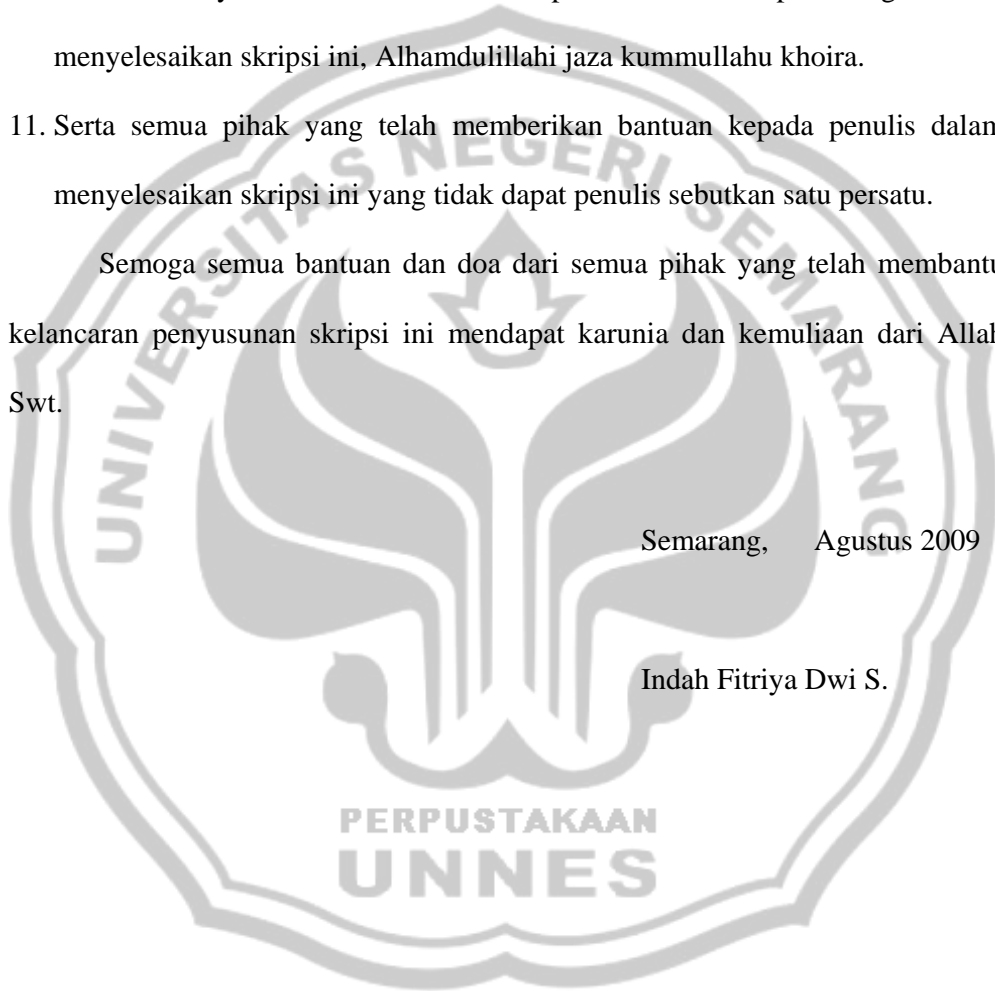 menyelesaikan skripsi ini, Alhamdulillahi jaza kummullahu khoira.
11. Serta semua pihak yang telah memberikan bantuan kepada penulis dalam
menyelesaikan skripsi ini yang tidak dapat penulis sebutkan satu persatu.
Semoga semua bantuan dan doa dari semua pihak yang telah membantu
kelancaran penyusunan skripsi ini mendapat karunia dan kemuliaan dari Allah
Swt.
Semarang, Agustus 2009
Indah Fitriya Dwi S.
UNIVERSITAS NEGERI SEMARANG
PERPUSTAKAAN
UNNES